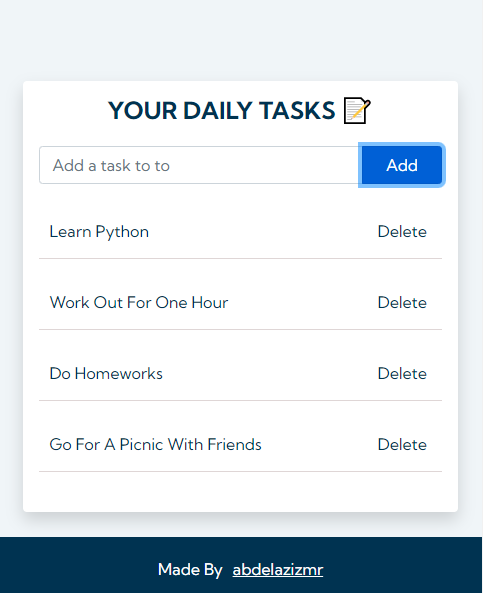 YOUR DAILY TASKS 📝
Add a task to to Add
Learn Python Delete
Work Out For One Hour Delete
Do Homeworks Delete
Go For A Picnic With Friends Delete
Made By abdelazizmr